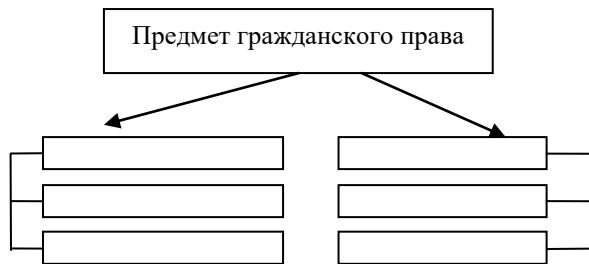 Предмет гражданского права